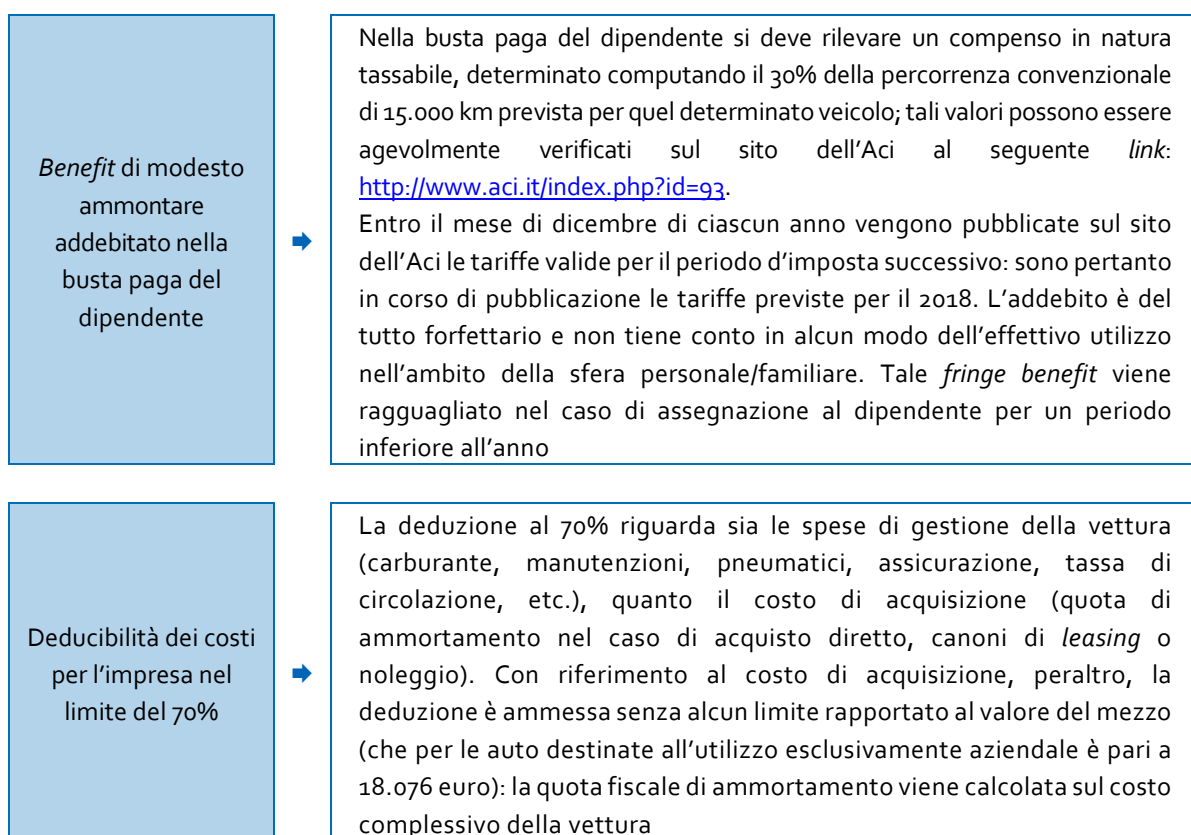 Benefit di modesto
ammontare
addebitato nella
busta paga del
dipendente
Nella busta paga del dipendente si deve rilevare un compenso in natura
tassabile, determinato computando il 30% della percorrenza convenzionale
di 15.000 km prevista per quel determinato veicolo; tali valori possono essere
agevolmente verificati sul sito dell’Aci al seguente link:
http://www.aci.it/index.php?id=93.
Entro il mese di dicembre di ciascun anno vengono pubblicate sul sito
dell’Aci le tariffe valide per il periodo d’imposta successivo: sono pertanto
in corso di pubblicazione le tariffe previste per il 2018. L’addebito è del
tutto forfettario e non tiene conto in alcun modo dell’effettivo utilizzo
nell’ambito della sfera personale/familiare. Tale fringe benefit viene
ragguagliato nel caso di assegnazione al dipendente per un periodo
inferiore all’anno
Deducibilità dei costi
per l’impresa nel
limite del 70%
La deduzione al 70% riguarda sia le spese di gestione della vettura
(carburante, manutenzioni, pneumatici, assicurazione, tassa di
circolazione, etc.), quanto il costo di acquisizione (quota di
ammortamento nel caso di acquisto diretto, canoni di leasing o
noleggio). Con riferimento al costo di acquisizione, peraltro, la
deduzione è ammessa senza alcun limite rapportato al valore del mezzo
(che per le auto destinate all’utilizzo esclusivamente aziendale è pari a
18.076 euro): la quota fiscale di ammortamento viene calcolata sul costo
complessivo della vettura